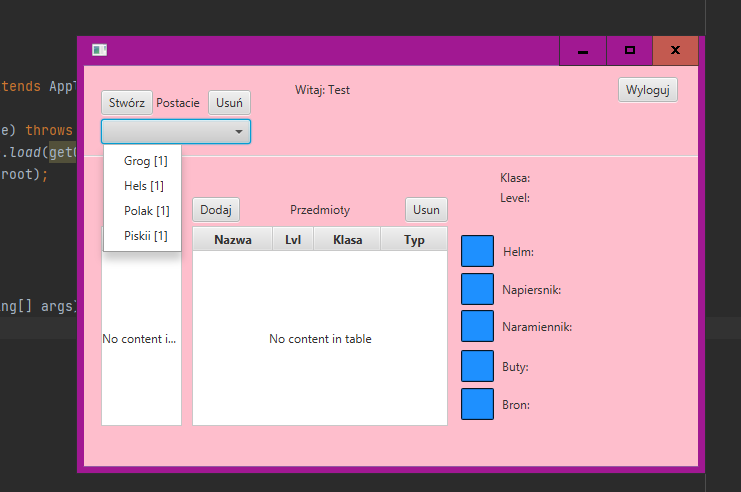 tends Appl
e) throws
.load(get
root);
ng[] args)
Witaj: Test
Wyloguj
Stwórz Postacie Usuń
Grog [1]
Hels [1]
Polak [1]
Piskii [1]
Klasa:
Level:
Dodaj Przedmioty Usun
Nazwa Lvl Klasa Typ
No content i...
No content in table
Helm:
Napiersnik:
Naramiennik:
Buty:
Bron: